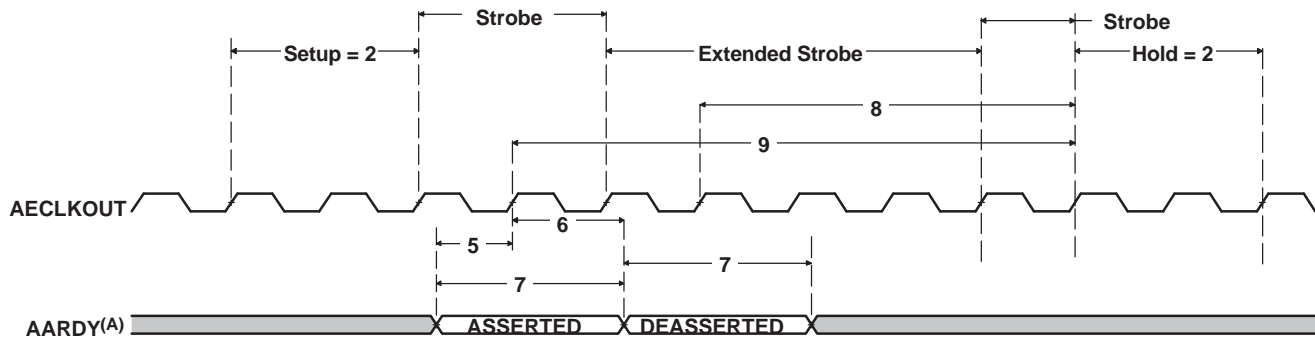 Strobe
Strobe
Setup = 2
Extended Strobe
Hold = 2
8
9
AECLKOUT
6
5
7
7
AARDY(A)
ASSERTED
DEASSERTED